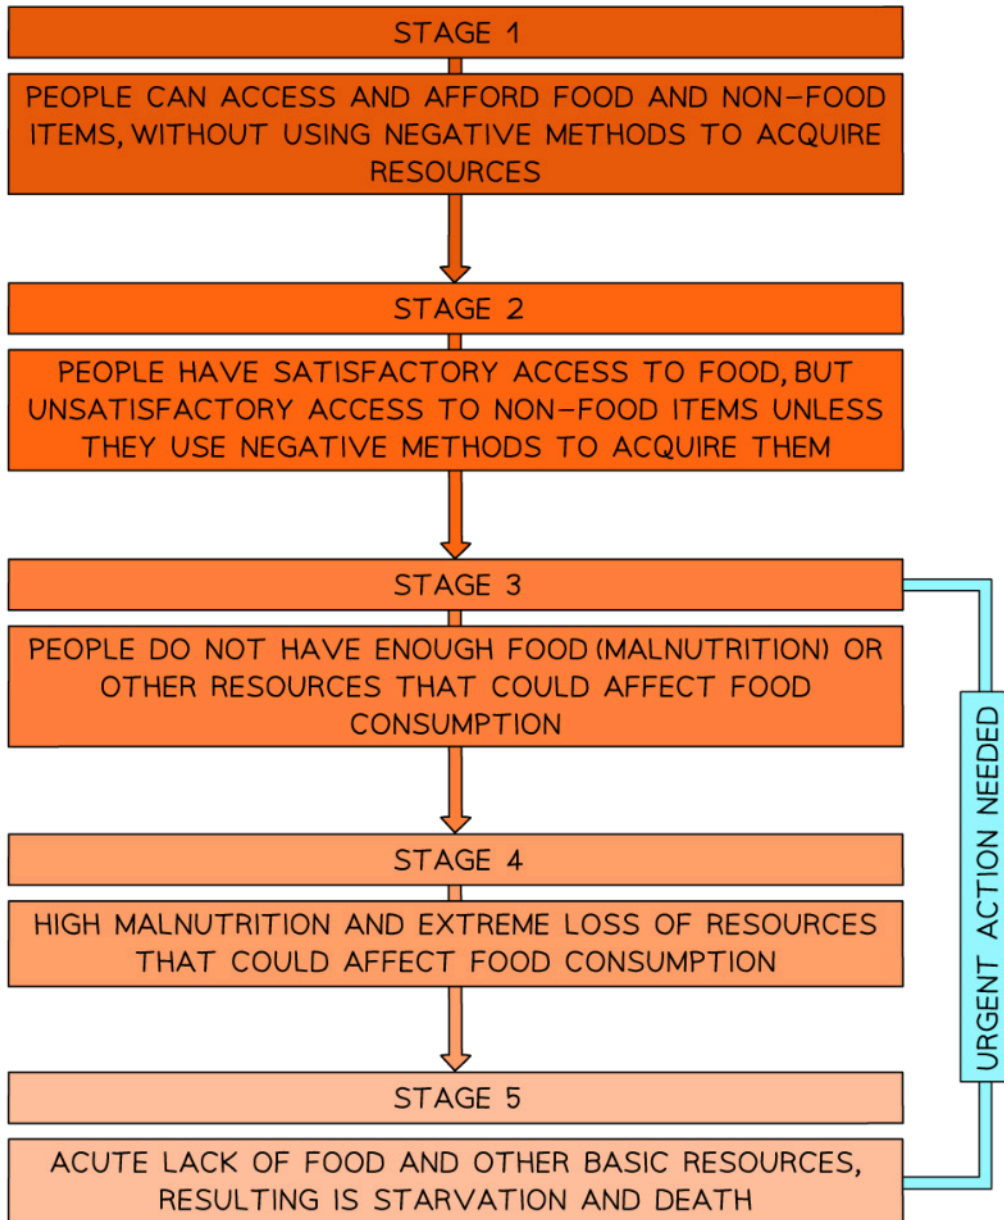 STAGE 1
PEOPLE CAN ACCESS AND AFFORD FOOD AND NON-FOOD
ITEMS, WITHOUT USING NEGATIVE METHODS TO ACQUIRE
RESOURCES
STAGE 2
PEOPLE HAVE SATISFACTORY ACCESS TO FOOD, BUT
UNSATISFACTORY ACCESS TO NON-FOOD ITEMS UNLESS
THEY USE NEGATIVE METHODS TO ACQUIRE THEM
STAGE 3
PEOPLE DO NOT HAVE ENOUGH FOOD (MALNUTRITION) OR
OTHER RESOURCES THAT COULD AFFECT FOOD
CONSUMPTION
STAGE 4
HIGH MALNUTRITION AND EXTREME LOSS OF RESOURCES
THAT COULD AFFECT FOOD CONSUMPTION
STAGE 5
ACUTE LACK OF FOOD AND OTHER BASIC RESOURCES,
RESULTING IS STARVATION AND DEATH
URGENT ACTION NEEDED